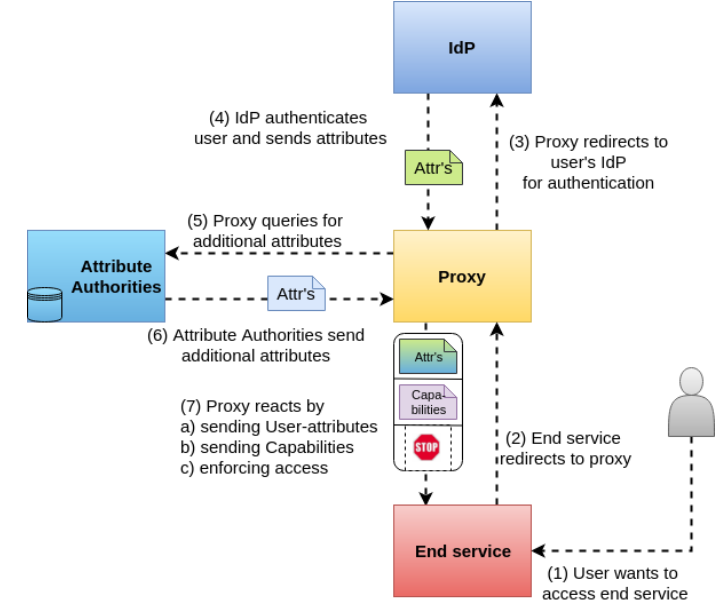 IdP
(4) IdP authenticates
user and sends attributes
(3) Proxy redirects to
user's IdP
for authentication
Attr's
(5) Proxy queries for
additional attributes
Attribute
Authorities
Proxy
Attr's
(6) Attribute Authorities send
additional attributes
Attr's
Capa-
bilities
(7) Proxy reacts by
a) sending User-attributes
b) sending Capabilities
c) enforcing access
STOP
(2) End service
redirects to proxy
End service
(1) User wants to
access end service